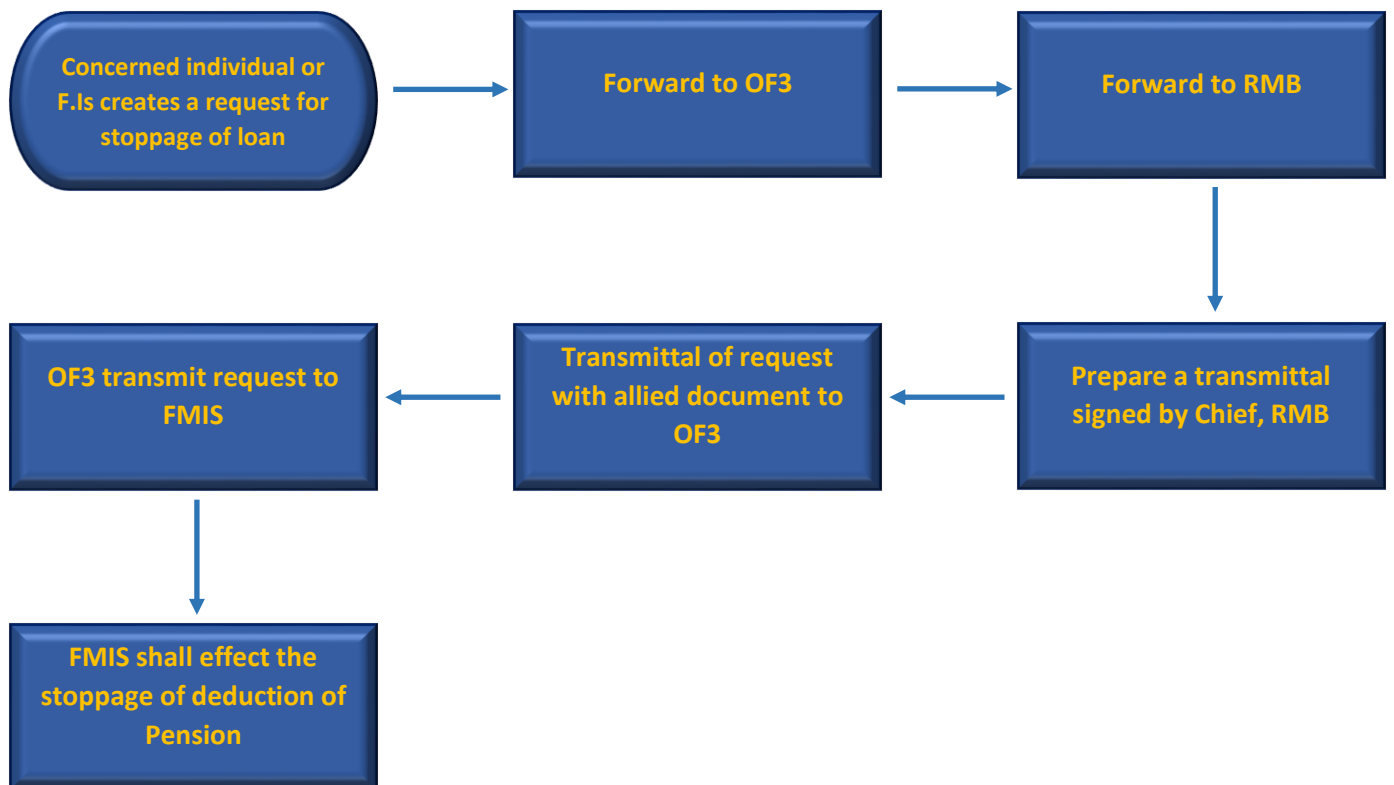 Concerned individual or
F.Is creates a request for
stoppage of loan
Forward to OF3
Forward to RMB
Prepare a transmittal
signed by Chief, RMB
Transmittal of request
with allied document to
OF3
OF3 transmit request to
FMIS
FMIS shall effect the
stoppage of deduction of
Pension